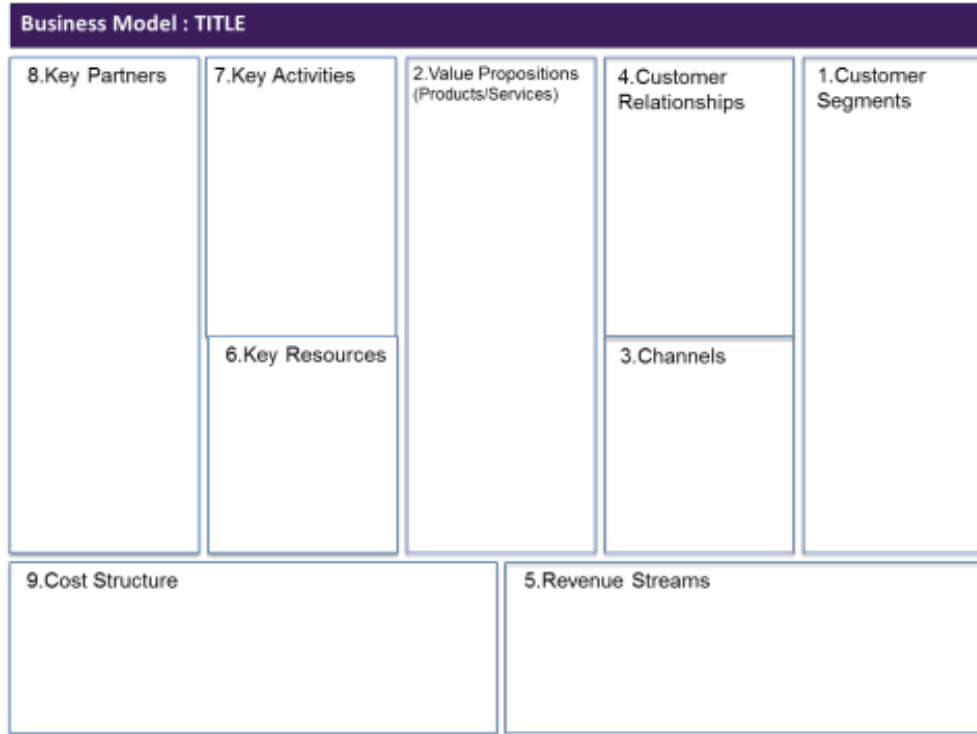 Business Model : TITLE
8.Key Partners
7.Key Activities
2.Value Propositions
(Products/Services)
4.Customer
Relationships
1.Customer
Segments
6.Key Resources
3.Channels
9.Cost Structure
5.Revenue Streams